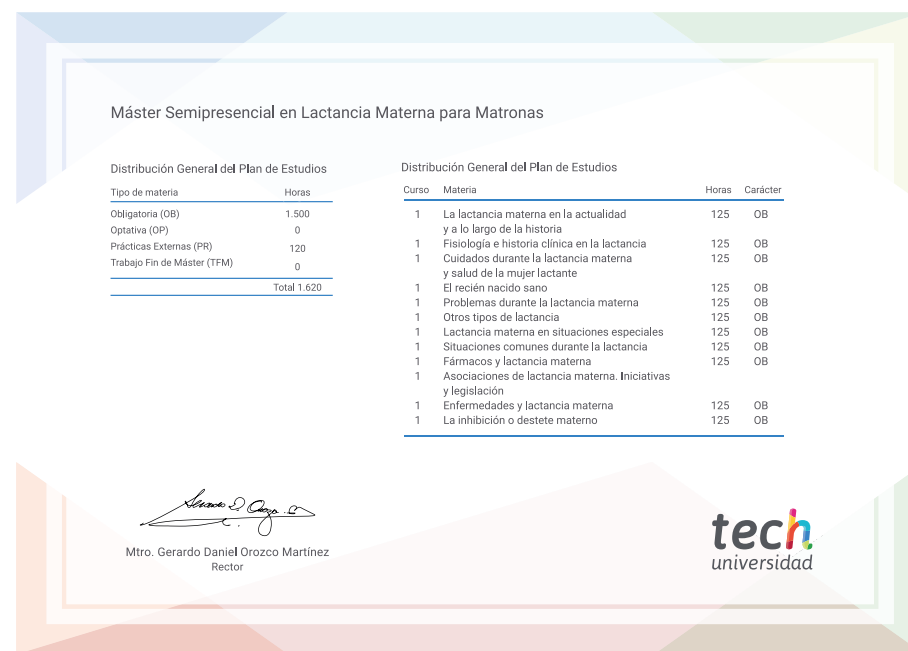 Máster Semipresencial en Lactancia Materna para Matronas
Distribución General del Plan de Estudios
Tipo de materia Horas
Obligatoria (OB) 1.500
Optativa (OP) 0
Prácticas Externas (PR) 120
Trabajo Fin de Máster (TFM) 0
Total 1.620
Distribución General del Plan de Estudios
Curso Materia Horas Carácter
1 La lactancia materna en la actualidad 125 OB
y a lo largo de la historia
1 Fisiología e historia clínica en la lactancia 125 OB
1 Cuidados durante la lactancia materna 125 OB
y salud de la mujer lactante
1 El recién nacido sano 125 OB
1 Problemas durante la lactancia materna 125 OB
1 Otros tipos de lactancia 125 OB
1 Lactancia materna en situaciones especiales 125 OB
1 Situaciones comunes durante la lactancia 125 OB
1 Fármacos y lactancia materna 125 OB
1 Asociaciones de lactancia materna. Iniciativas
y legislación
1 Enfermedades y lactancia materna 125 OB
1 La inhibición o destete materno 125 OB
Mtro. Gerardo Daniel Orozco Martínez
Rector
tech
universidad